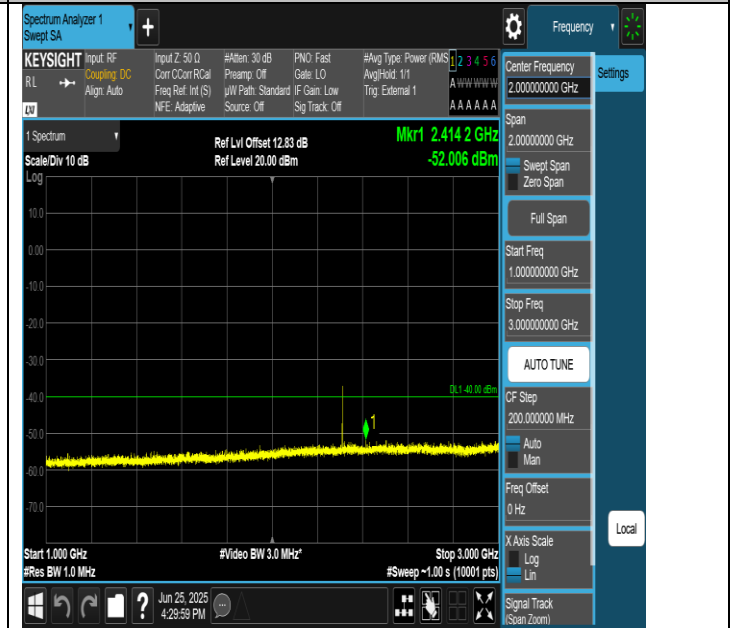 Spectrum Analyzer 1
Swept SA
+
Frequency
KEYSIGHT
RL
LXI
Input: RF
Coupling: DC
Align: Auto
Input Z: 50 Ω
Corr CCorr RCal
Freq Ref: Int (S)
NFE: Adaptive
#Atten: 30 dB
Preamp: Off
µW Path: Standard
Source: Off
PNO: Fast
Gate: LO
IF Gain: Low
Sig Track: Off
#Avg Type: Power (RMS
Avg|Hold: 1/1
Trig: External 1
1 2 3 4 5 6
A W W W W W
A A A A A A
1 Spectrum
Scale/Div 10 dB
Log
Ref Lvl Offset 12.83 dB
Ref Level 20.00 dBm
Mkr1 2.414 2 GHz
-52.006 dBm
10.0
0.00
-10.0
-20.0
-30.0
-40.0
-50.0
-60.0
-70.0
DL1 -40.00 dBm
1
Start 1.000 GHz
#Res BW 1.0 MHz
#Video BW 3.0 MHz*
Stop 3.000 GHz
#Sweep ~1.00 s (10001 pts)
?
Jun 25, 2025
4:29:59 PM
Center Frequency
2.000000000 GHz
Settings
Span
2.00000000 GHz
Swept Span
Zero Span
Full Span
Start Freq
1.000000000 GHz
Stop Freq
3.000000000 GHz
AUTO TUNE
CF Step
200.000000 MHz
Auto
Man
Freq Offset
0 Hz
X Axis Scale
Log
Lin
Local
Signal Track
(Span Zoom)